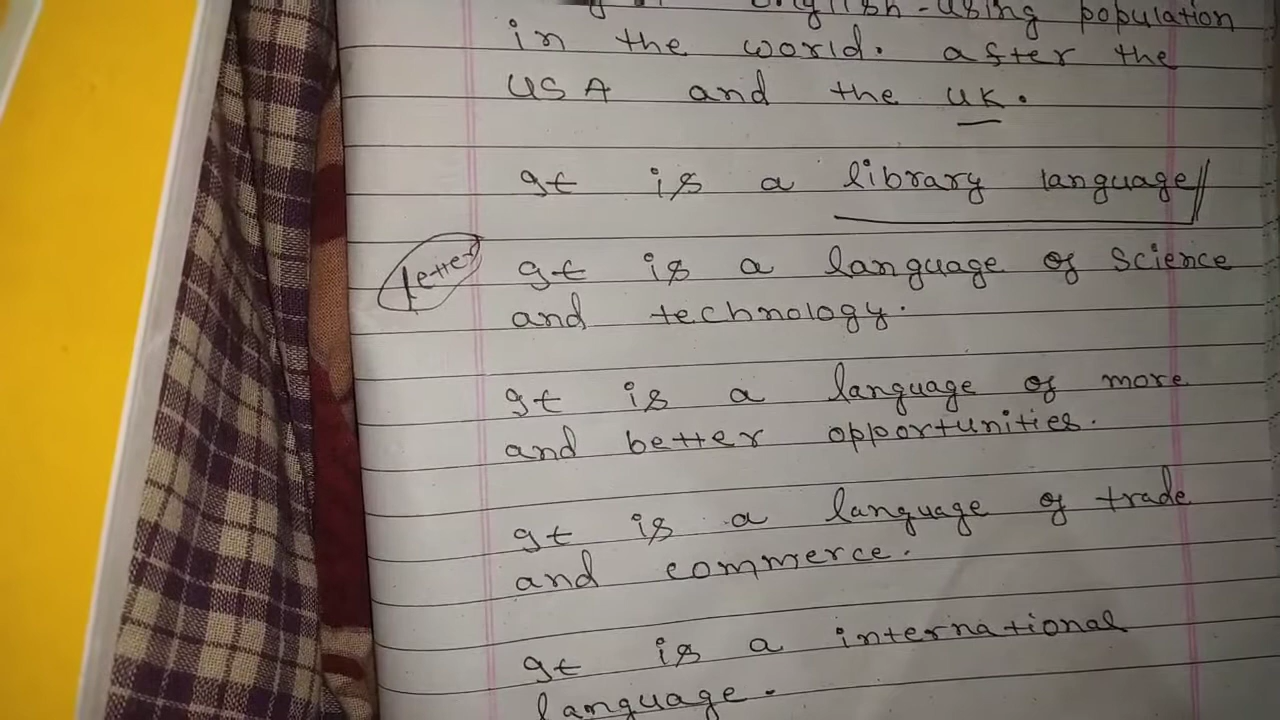 English-using population
in the world. after the
USA and the UK.
It is a library language
letter
It is a language of science
and technology.
It is a language of more
and better opportunities.
It is a language of trade
and commerce.
It is a international
language.